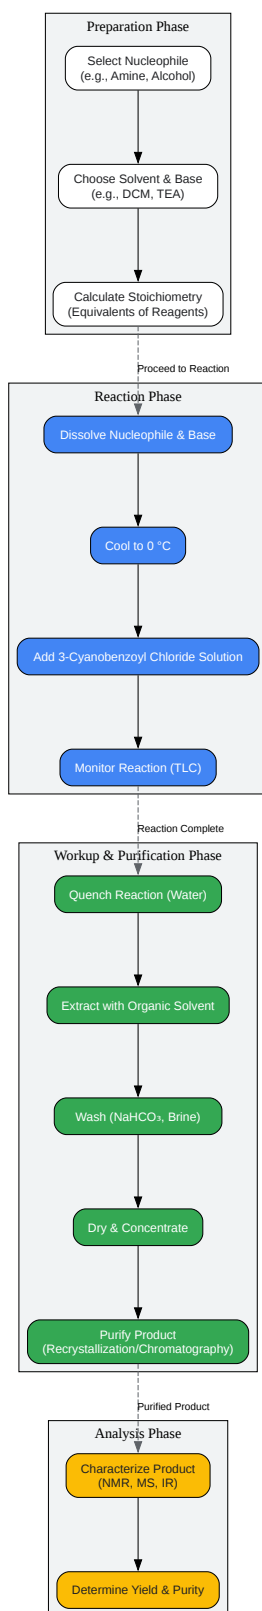 Preparation Phase
Select Nucleophile
(e.g., Amine, Alcohol)
Choose Solvent & Base
(e.g., DCM, TEA)
Calculate Stoichiometry
(Equivalents of Reagents)
Proceed to Reaction
Reaction Phase
Dissolve Nucleophile & Base
Cool to 0 °C
Add 3-Cyanobenzoyl Chloride Solution
Monitor Reaction (TLC)
Reaction Complete
Workup & Purification Phase
Quench Reaction (Water)
Extract with Organic Solvent
Wash (NaHCO₃, Brine)
Dry & Concentrate
Purify Product
(Recrystallization/Chromatography)
Purified Product
Analysis Phase
Characterize Product
(NMR, MS, IR)
Determine Yield & Purity